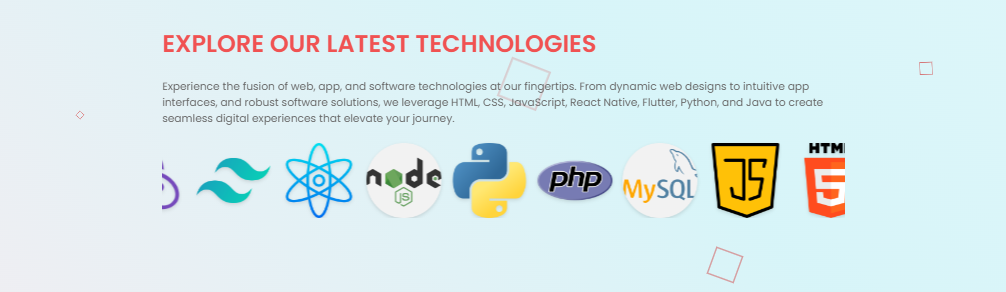 EXPLORE OUR LATEST TECHNOLOGIES
Experience the fusion of web, app, and software technologies at our fingertips. From dynamic web designs to intuitive app
interfaces, and robust software solutions, we leverage HTML, CSS, JavaScript, React Native, Flutter, Python, and Java to create
seamless digital experiences that elevate your journey.
node
JS
php
MySQL
JS
HTM
5